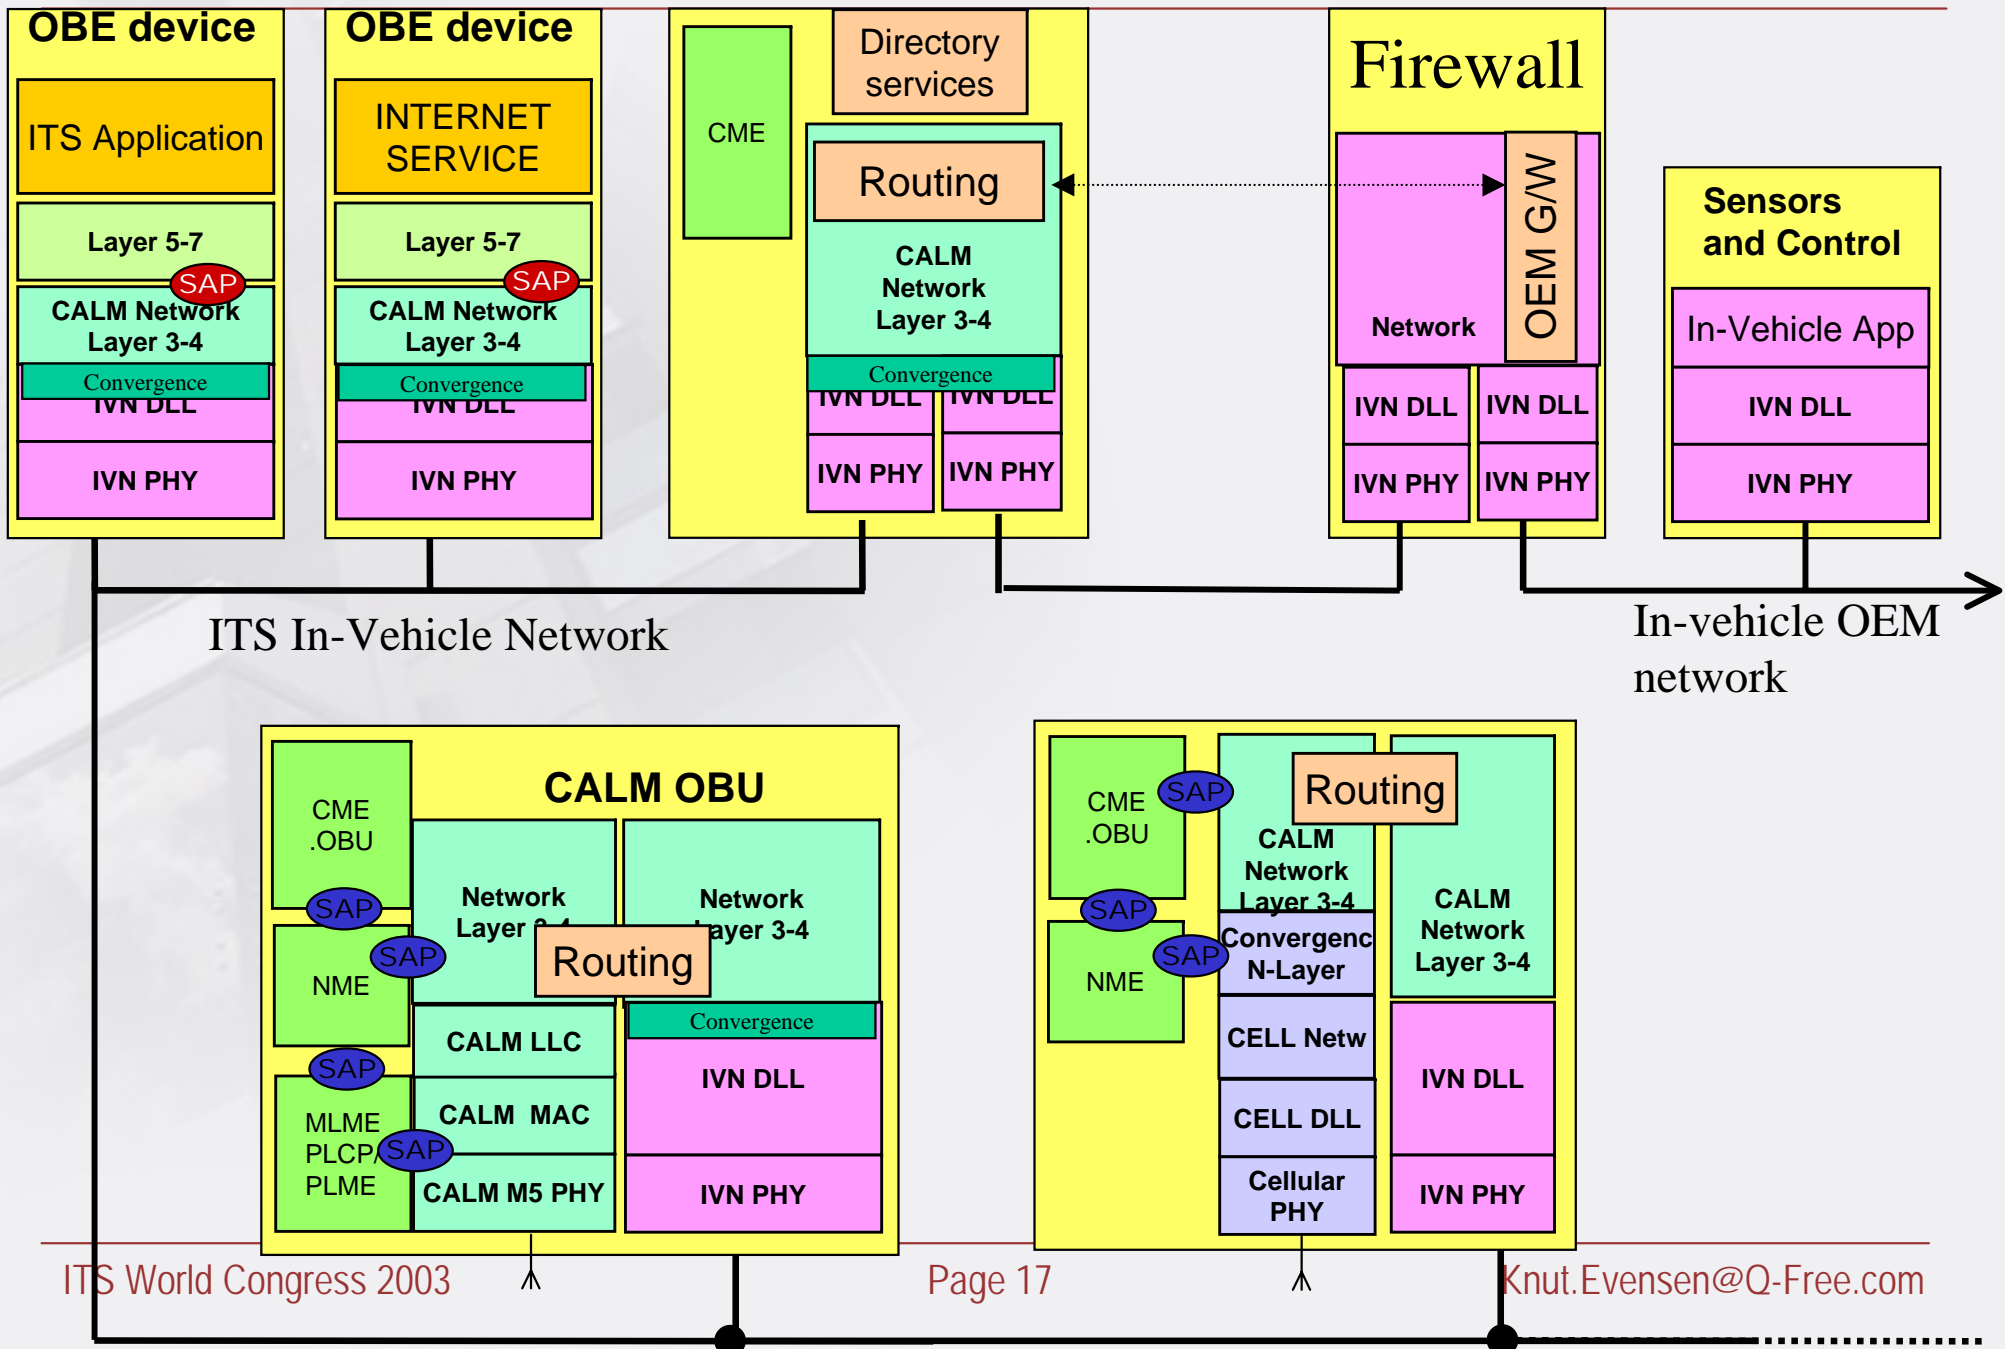 OBE device
ITS Application
Layer 5-7
SAP
CALM Network
Layer 3-4
Convergence
IVN DLL
IVN PHY
OBE device
INTERNET
SERVICE
Layer 5-7
SAP
CALM Network
Layer 3-4
Convergence
IVN DLL
IVN PHY
CME
Directory
services
Routing
CALM
Network
Layer 3-4
Convergence
IVN DLL
IVN DLL
IVN PHY
IVN PHY
Firewall
OEM G/W
Network
IVN DLL
IVN DLL
IVN PHY
IVN PHY
Sensors
and Control
In-Vehicle App
IVN DLL
IVN PHY
ITS In-Vehicle Network
In-vehicle OEM
network
CALM OBU
CME
.OBU
SAP
NME
SAP
SAP
MLME
PLCP/
PLME
SAP
Network
Layer 3-4
Network
Layer 3-4
Routing
CALM LLC
CALM MAC
CALM M5 PHY
Convergence
IVN DLL
IVN PHY
CME
.OBU
SAP
SAP
NME
SAP
Routing
CALM
Network
Layer 3-4
Convergenc
N-Layer
CELL Netw
CELL DLL
Cellular
PHY
CALM
Network
Layer 3-4
IVN DLL
IVN PHY
ITS World Congress 2003
Page 17
Knut.Evensen@Q-Free.com